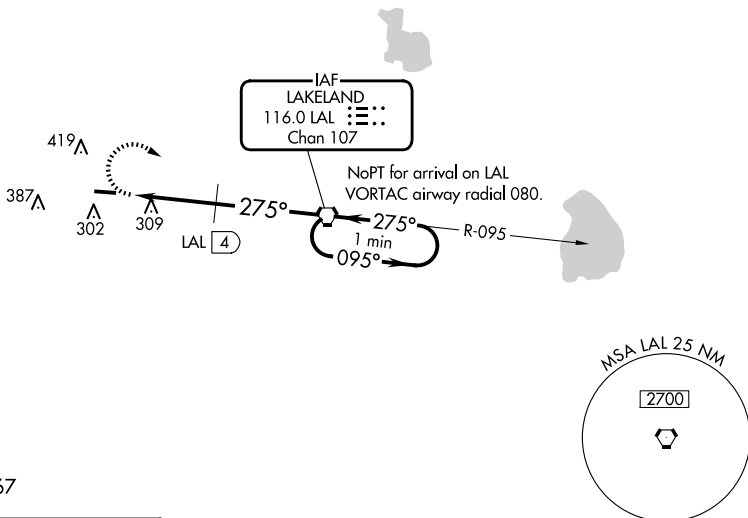 IAF
LAKELAND
116.0 LAL
Chan 107
NoPT for arrival on LAL
VORTAC airway radial 080.
419
387
302
309
LAL 4
275°
275°
1 min
095°
R-095
MSA LAL 25 NM
2700